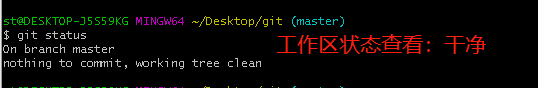 st@DESKTOP-J5S59KG MINGW64 ~/Desktop/git (master)
$ git status
On branch master
nothing to commit, working tree clean
工作区状态查看：干净